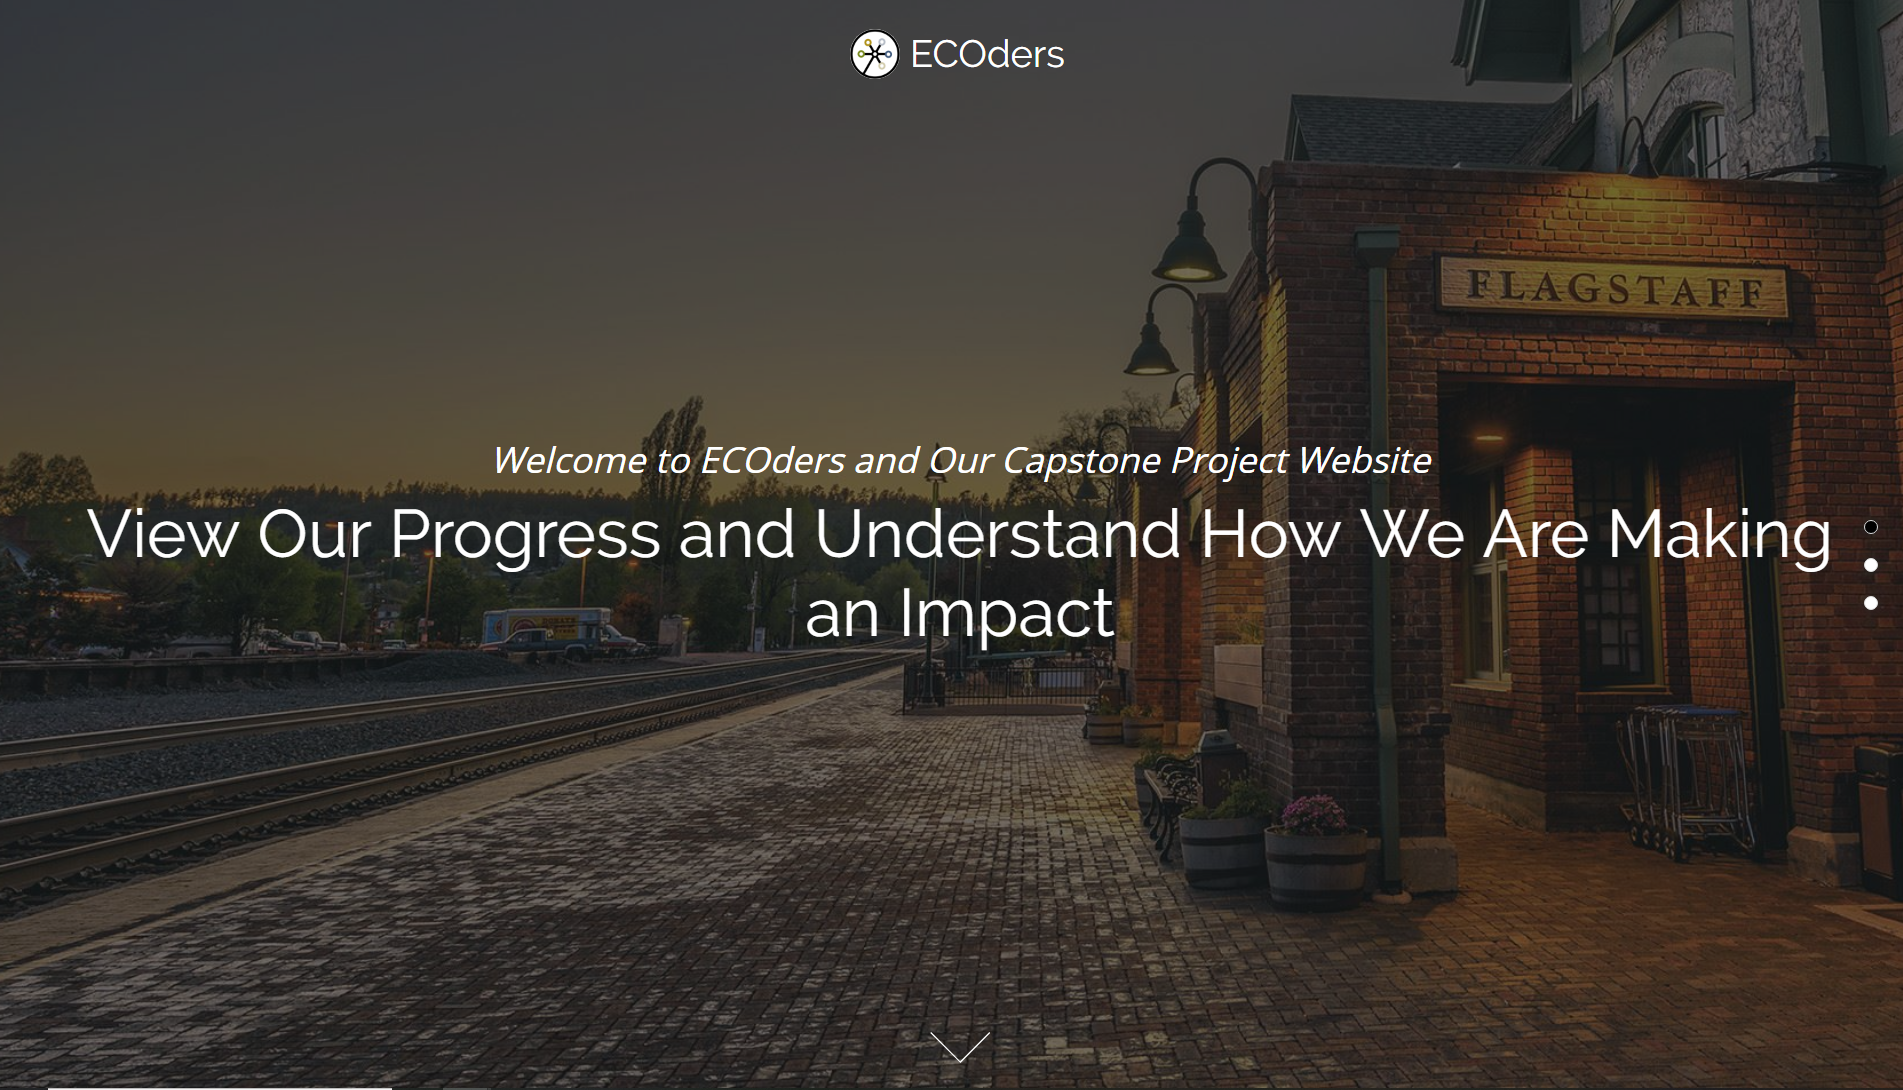 ECOders
FLAGSTAFF
Welcome to ECOders and Our Capstone Project Website
View Our Progress and Understand How We Are Making
an Impact